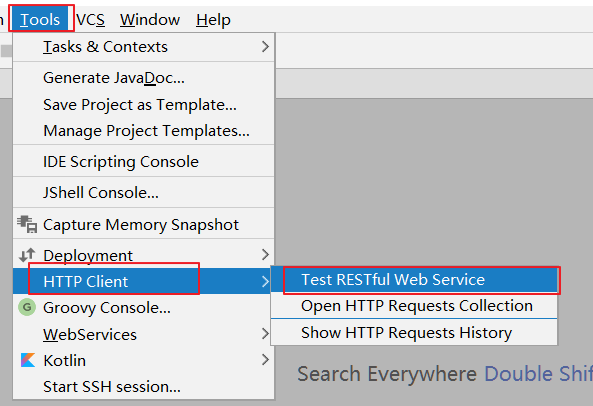 Tools VCS Window Help
Tasks & Contexts
Generate JavaDoc...
Save Project as Template...
Manage Project Templates...
IDE Scripting Console
JShell Console...
Capture Memory Snapshot
Deployment
HTTP Client
Test RESTful Web Service
Groovy Console...
Open HTTP Requests Collection
WebServices
Show HTTP Requests History
Kotlin
Search Everywhere Double Shif
Start SSH session...